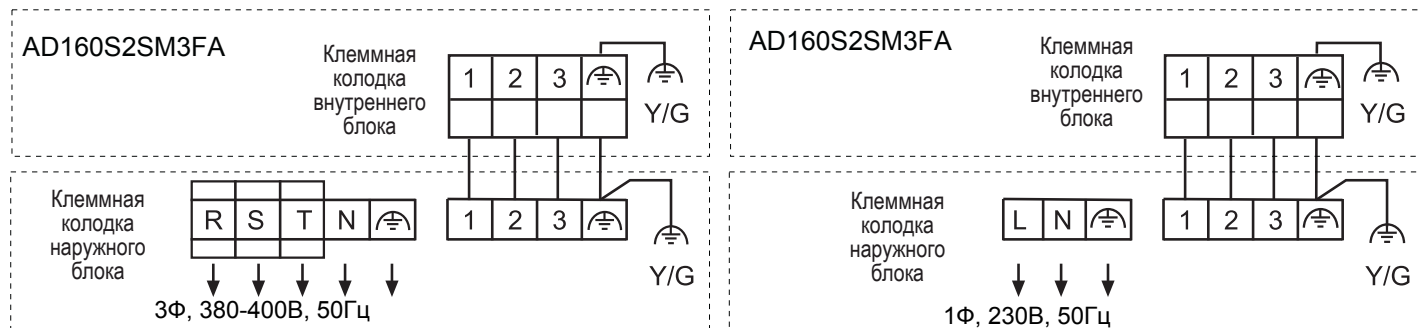 AD160S2SM3FA
Клеммная
колодка
внутреннего
блока
1 2 3
Y/G
Клеммная
колодка
наружного
блока
R S T N
1 2 3
Y/G
3Ф, 380-400В, 50Гц
AD160S2SM3FA
Клеммная
колодка
внутреннего
блока
1 2 3
Y/G
Клеммная
колодка
наружного
блока
L N
1 2 3
Y/G
1Ф, 230В, 50Гц